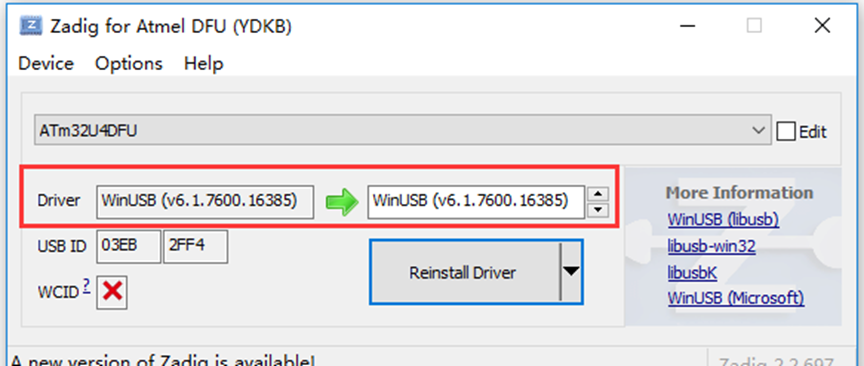 Zadig for Atmel DFU (YDKB)
Device Options Help
ATm32U4DFU
Edit
Driver WinUSB (v6.1.7600.16385) WinUSB (v6.1.7600.16385)
USB ID 03EB 2FF4
WCID ?
Reinstall Driver
More Information
WinUSB (libusb)
libusb-win32
libusbK
WinUSB (Microsoft)
A new version of Zadig is available!
Zadig 2.2.697